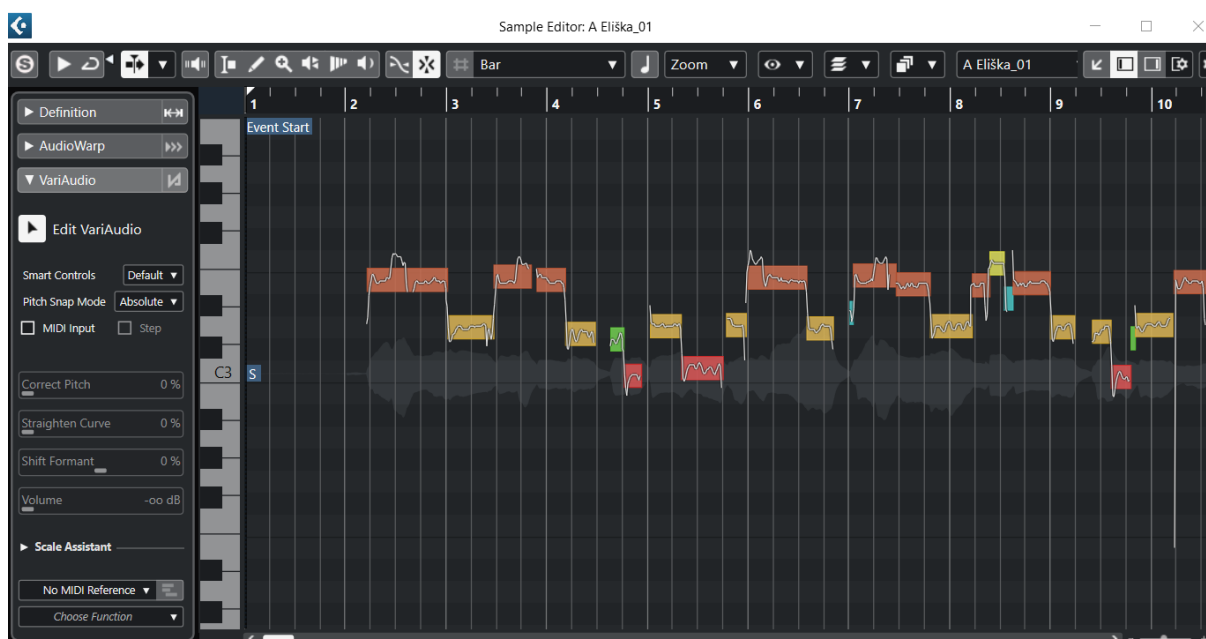 Sample Editor: A Eliška_01
S
Bar
Zoom
A Eliška_01
1 2 3 4 5 6 7 8 9 10
Definition
Event Start
AudioWarp
VariAudio
Edit VariAudio
Smart Controls Default
Pitch Snap Mode Absolute
MIDI Input Step
C3 S
Correct Pitch 0 %
Straighten Curve 0 %
Shift Formant 0 %
Volume -oo dB
Scale Assistant
No MIDI Reference
Choose Function